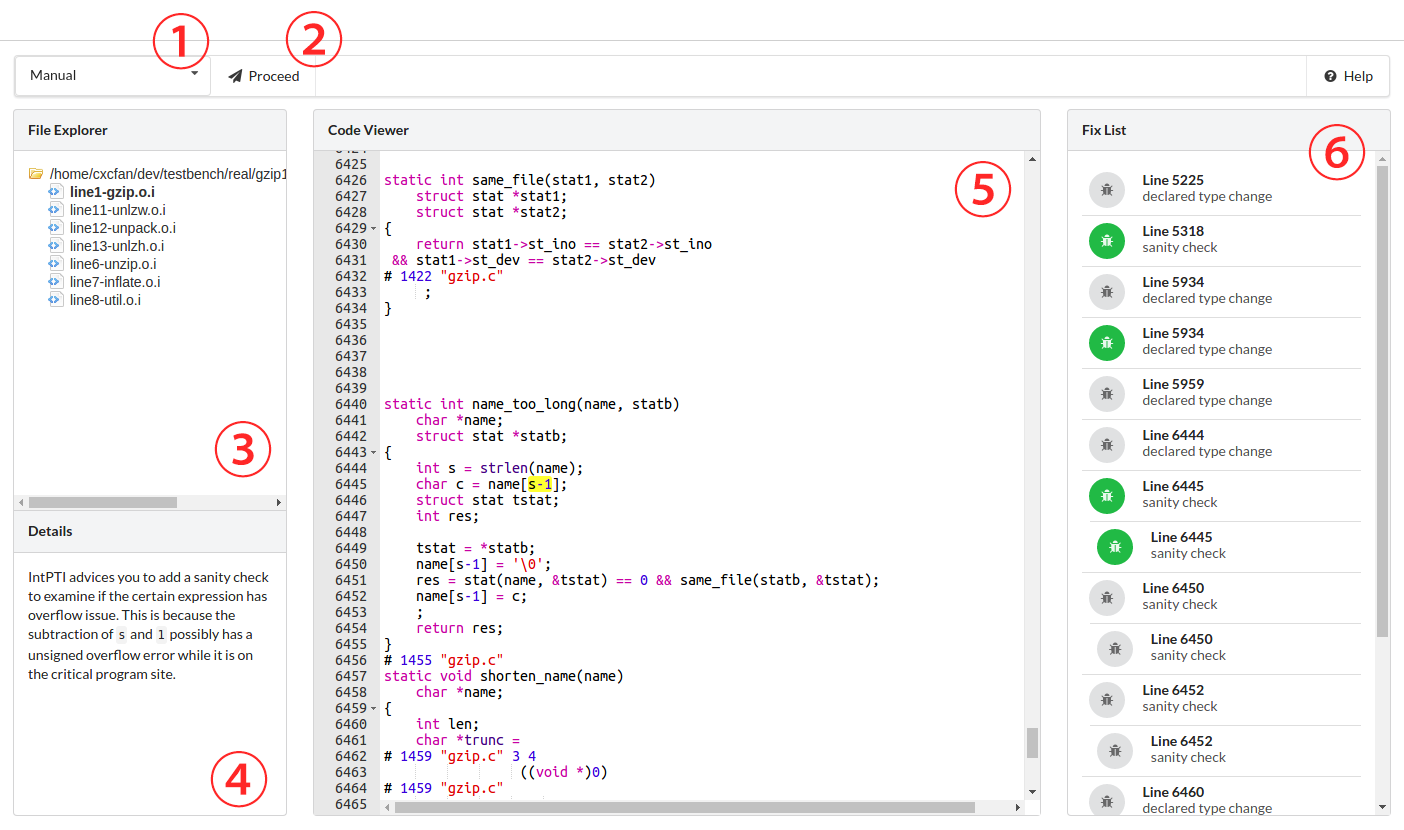 1
2
Manual
Proceed
Help
File Explorer
/home/cxcfan/dev/testbench/real/gzip1
line1-gzip.o.i
line11-unlzw.o.i
line12-unpack.o.i
line13-unlzh.o.i
line6-unzip.o.i
line7-inflate.o.i
line8-util.o.i
3
Details
IntPTI advices you to add a sanity check
to examine if the certain expression has
overflow issue. This is because the
subtraction of s and 1 possibly has a
unsigned overflow error while it is on
the critical program site.
4
Code Viewer
5
6424
6425
6426 static int same_file(stat1, stat2)
6427     struct stat *stat1;
6428     struct stat *stat2;
6429 {
6430     return stat1->st_ino == stat2->st_ino
6431  && stat1->st_dev == stat2->st_dev
6432 # 1422 "gzip.c"
6433      ;
6434 }
6435
6436
6437
6438
6439
6440 static int name_too_long(name, statb)
6441     char *name;
6442     struct stat *statb;
6443 {
6444     int s = strlen(name);
6445     char c = name[s-1];
6446     struct stat tstat;
6447     int res;
6448
6449     tstat = *statb;
6450     name[s-1] = '\0';
6451     res = stat(name, &tstat) == 0 && same_file(statb, &tstat);
6452     name[s-1] = c;
6453     ;
6454     return res;
6455 }
6456 # 1455 "gzip.c"
6457 static void shorten_name(name)
6458     char *name;
6459 {
6460     int len;
6461     char *trunc =
6462 # 1459 "gzip.c" 3 4
6463                  ((void *)0)
6464 # 1459 "gzip.c"
6465
Fix List
6
Line 5225
declared type change
Line 5318
sanity check
Line 5934
declared type change
Line 5934
declared type change
Line 5959
declared type change
Line 6444
declared type change
Line 6445
sanity check
Line 6445
sanity check
Line 6450
sanity check
Line 6450
sanity check
Line 6452
sanity check
Line 6452
sanity check
Line 6460
declared type change